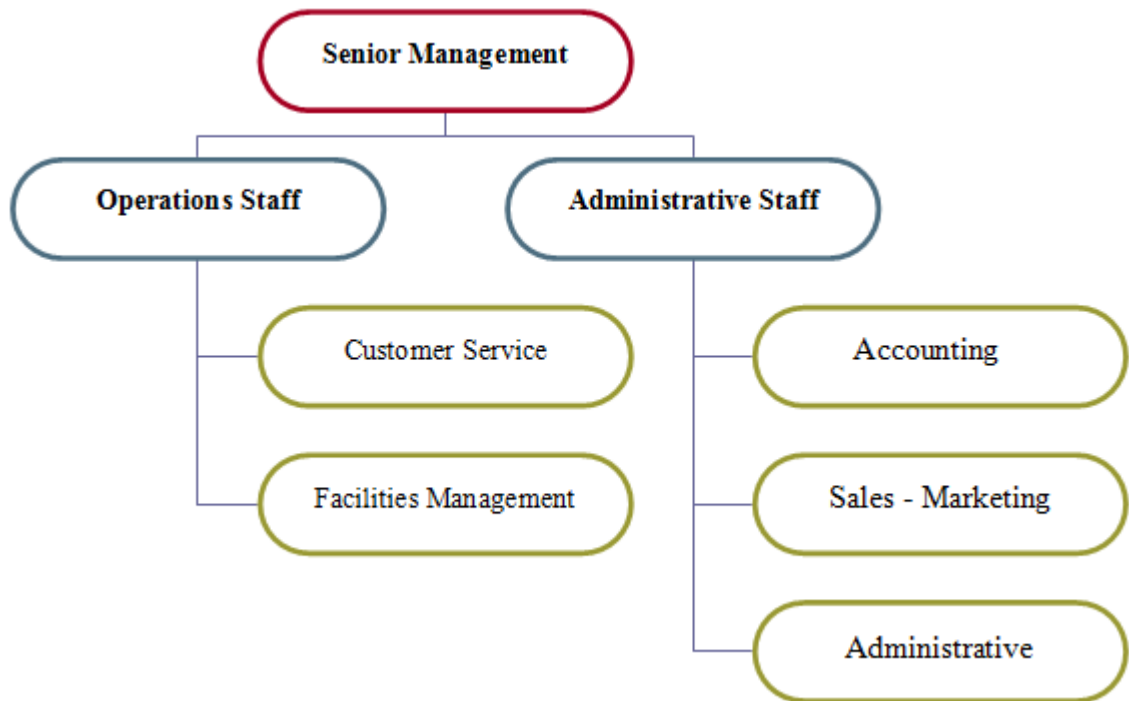 Senior Management
Operations Staff
Administrative Staff
Customer Service
Accounting
Facilities Management
Sales - Marketing
Administrative